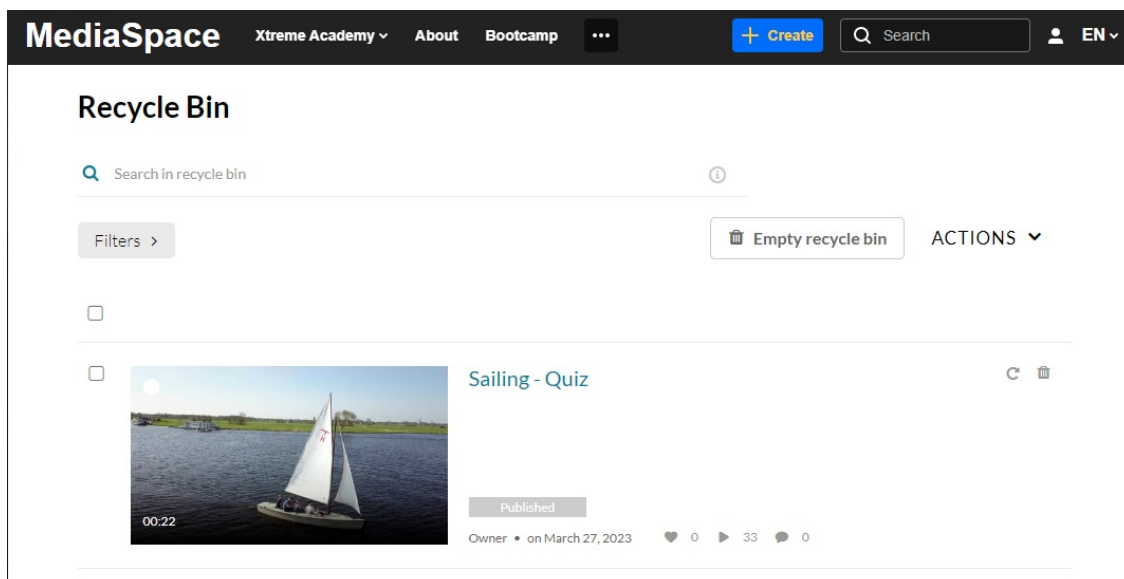 MediaSpace Xtreme Academy About Bootcamp ••• + Create Search EN
Recycle Bin
Search in recycle bin
Filters > Empty recycle bin ACTIONS
Sailing - Quiz
00:22
Published
Owner • on March 27, 2023 0 33 0